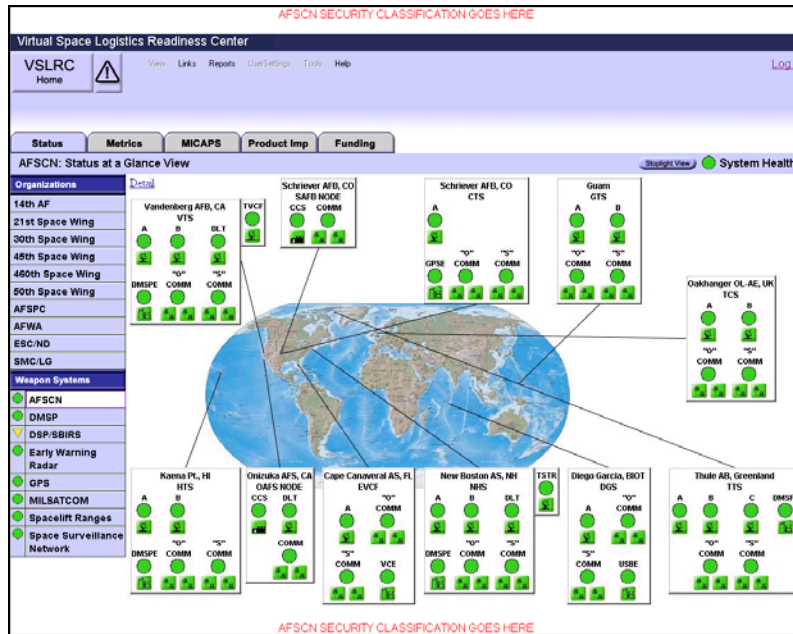 AFSCN SECURITY CLASSIFICATION GOES HERE
Virtual Space Logistics Readiness Center
VSLRC
Home
View Links Reports UserSettings Tools Help
Log
Status Metrics MICAPS Product Imp Funding
AFSCN: Status at a Glance View
Stoplight View System Health
Organizations
14th AF
21st Space Wing
30th Space Wing
45th Space Wing
460th Space Wing
50th Space Wing
AFSPC
AFWA
ESC/ND
SMC/LG
Weapon Systems
AFSCN
DMSP
DSP/SBIRS
Early Warning
Radar
GPS
MILSATCOM
Spacelift Ranges
Space Surveillance
Network
Detail
Vandenberg AFB, CA
VTS
A B DLT
"O" "S"
DMSPE COMM COMM
TVCF
Schriever AFB, CO
SAFB NODE
CCS COMM
Schriever AFB, CO
CTS
A
"O" "S"
GPSE COMM COMM
Guam
GTS
A B
"O" "S"
COMM COMM
Oakhanger OL-AE, UK
TCS
A B
"O" "S"
COMM COMM
Kaena Pt., HI
HTS
A B
"O" "S"
DMSPE COMM COMM
Onizuka AFS, CA
OAFS NODE
CCS DLT
COMM
Cape Canaveral AS, FL
EVCF
"O"
A COMM
"S"
COMM VCE
New Boston AS, NH
NHS
A B DLT
"O" "S"
DMSPE COMM COMM
TSTR
Diego Garcia, BIOT
DGS
"O"
A COMM
"S"
COMM USBE
Thule AB, Greenland
TTS
A B C DMSP
"O" "S"
COMM COMM
AFSCN SECURITY CLASSIFICATION GOES HERE